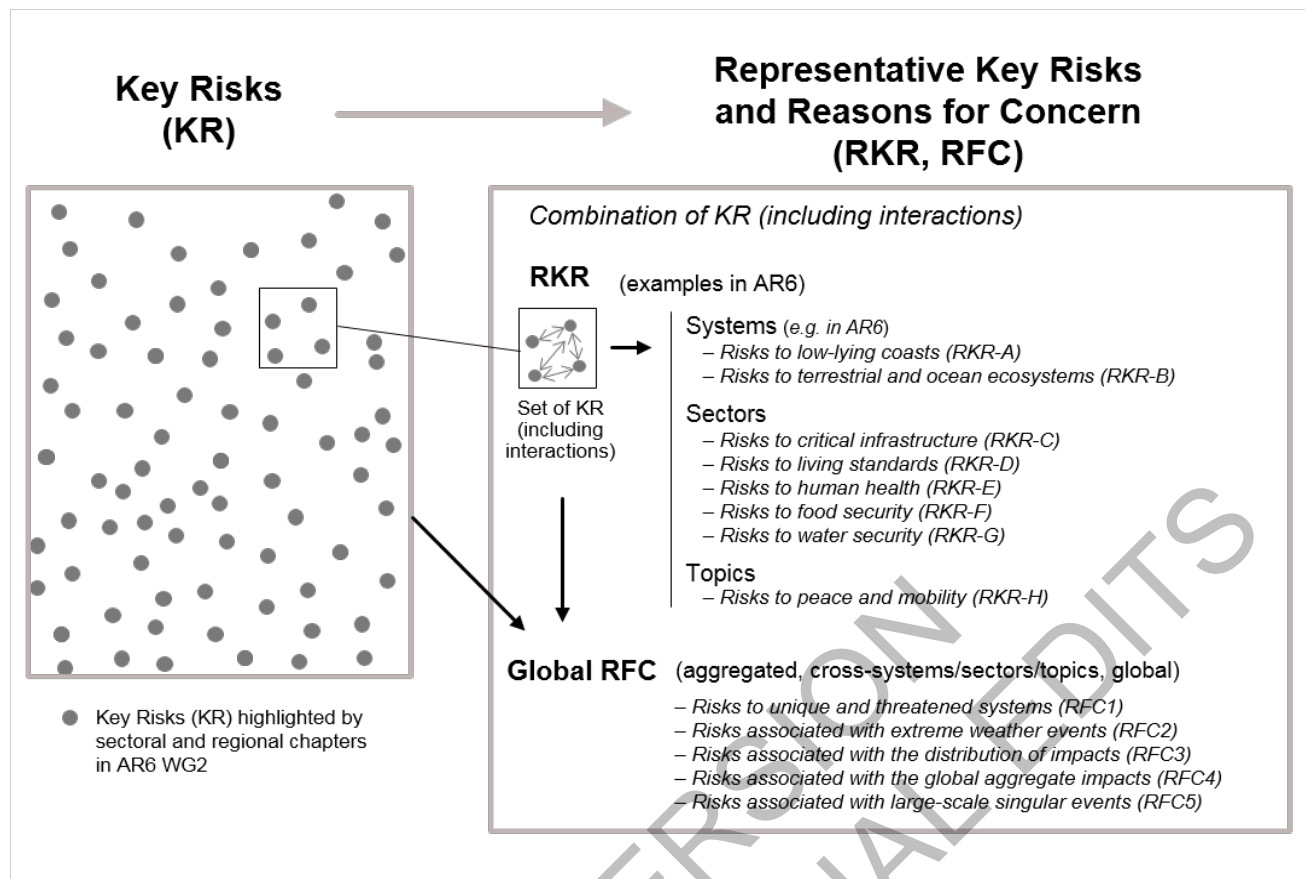 Key Risks
(KR)
Representative Key Risks
and Reasons for Concern
(RKR, RFC)
Combination of KR (including interactions)
RKR (examples in AR6)
Set of KR
(including
interactions)
Systems (e.g. in AR6)
– Risks to low-lying coasts (RKR-A)
– Risks to terrestrial and ocean ecosystems (RKR-B)
Sectors
– Risks to critical infrastructure (RKR-C)
– Risks to living standards (RKR-D)
– Risks to human health (RKR-E)
– Risks to food security (RKR-F)
– Risks to water security (RKR-G)
Topics
– Risks to peace and mobility (RKR-H)
Global RFC (aggregated, cross-systems/sectors/topics, global)
– Risks to unique and threatened systems (RFC1)
– Risks associated with extreme weather events (RFC2)
– Risks associated with the distribution of impacts (RFC3)
– Risks associated with the global aggregate impacts (RFC4)
– Risks associated with large-scale singular events (RFC5)
Key Risks (KR) highlighted by
sectoral and regional chapters
in AR6 WG2
EDITS